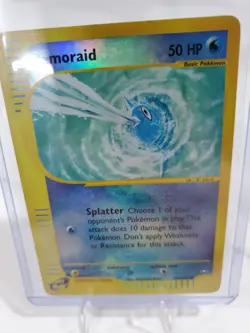 moraid 50 HP
Basic Pokémon
Splatter Choose 1 of your
opponent's Pokémon in play. This
attack does 10 damage to that
Pokémon. Don't apply Weakness
or Resistance for this attack.